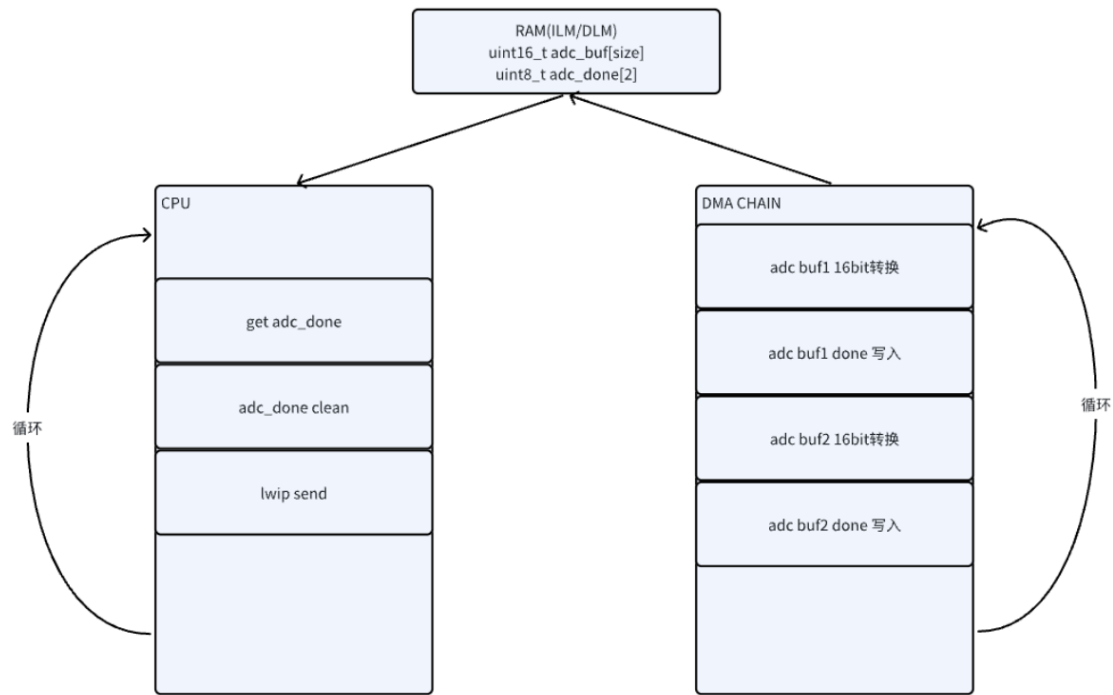 RAM(ILM/DLM)
uint16_t adc_buf[size]
uint8_t adc_done[2]
CPU
get adc_done
adc_done clean
lwip send
循环
DMA CHAIN
adc buf1 16bit转换
adc buf1 done 写入
adc buf2 16bit转换
adc buf2 done 写入
循环